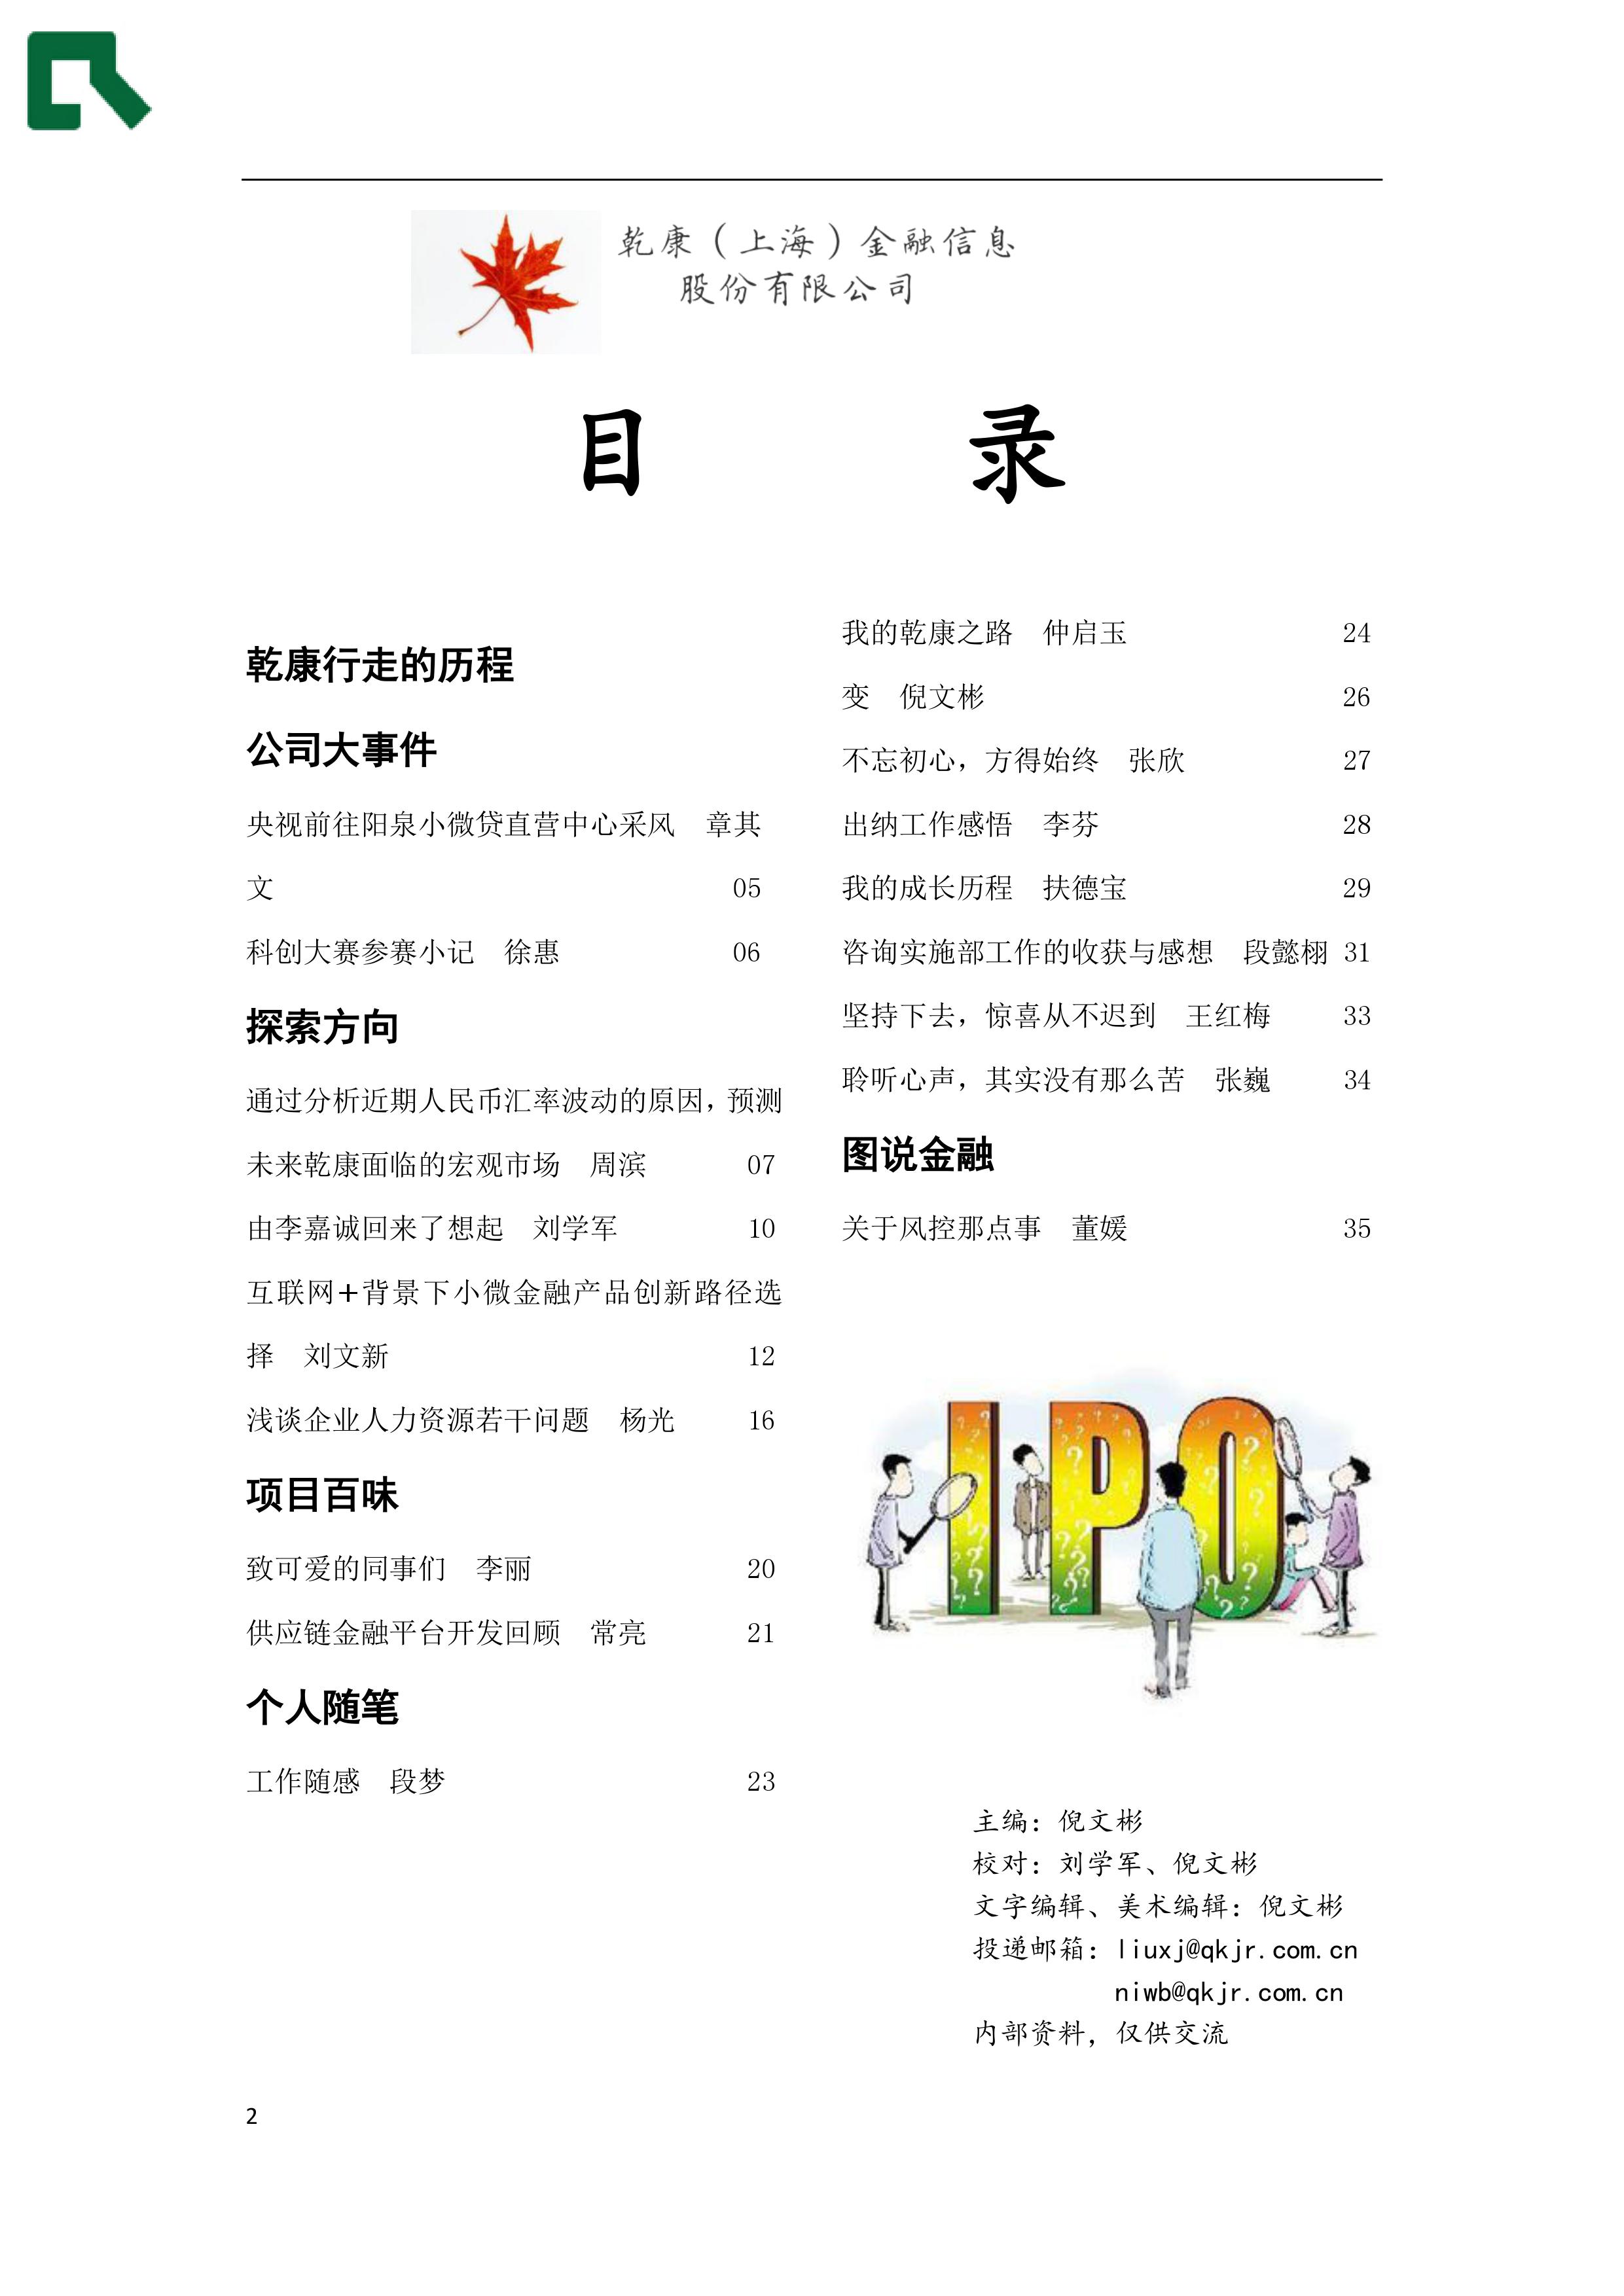 乾康（上海）金融信息
股份有限公司
目 录
乾康行走的历程
公司大事件
央视前往阳泉小微贷直营中心采风 章其
文 05
科创大赛参赛小记 徐惠 06
探索方向
通过分析近期人民币汇率波动的原因，预测
未来乾康面临的宏观市场 周滨 07
由李嘉诚回来了想起 刘学军 10
互联网+背景下小微金融产品创新路径选
择 刘文新 12
浅谈企业人力资源若干问题 杨光 16
项目百味
致可爱的同事们 李丽 20
供应链金融平台开发回顾 常亮 21
个人随笔
工作随感 段梦 23
我的乾康之路 仲启玉 24
变 倪文彬 26
不忘初心，方得始终 张欣 27
出纳工作感悟 李芬 28
我的成长历程 扶德宝 29
咨询实施部工作的收获与感想 段懿栩 31
坚持下去，惊喜从不迟到 王红梅 33
聆听心声，其实没有那么苦 张巍 34
图说金融
关于风控那点事 董媛 35
IPO
主编：倪文彬
校对：刘学军、倪文彬
文字编辑、美术编辑：倪文彬
投递邮箱：liuxj@qkjr.com.cn
niwb@qkjr.com.cn
内部资料，仅供交流
2